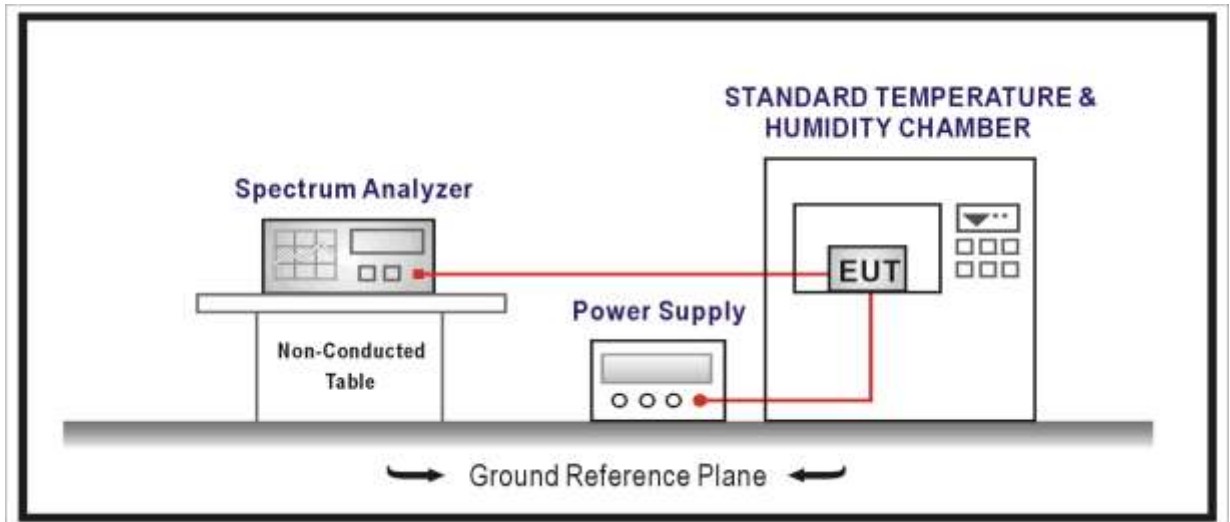 STANDARD TEMPERATURE &
HUMIDITY CHAMBER
Spectrum Analyzer
EUT
Power Supply
Non-Conducted
Table
Ground Reference Plane